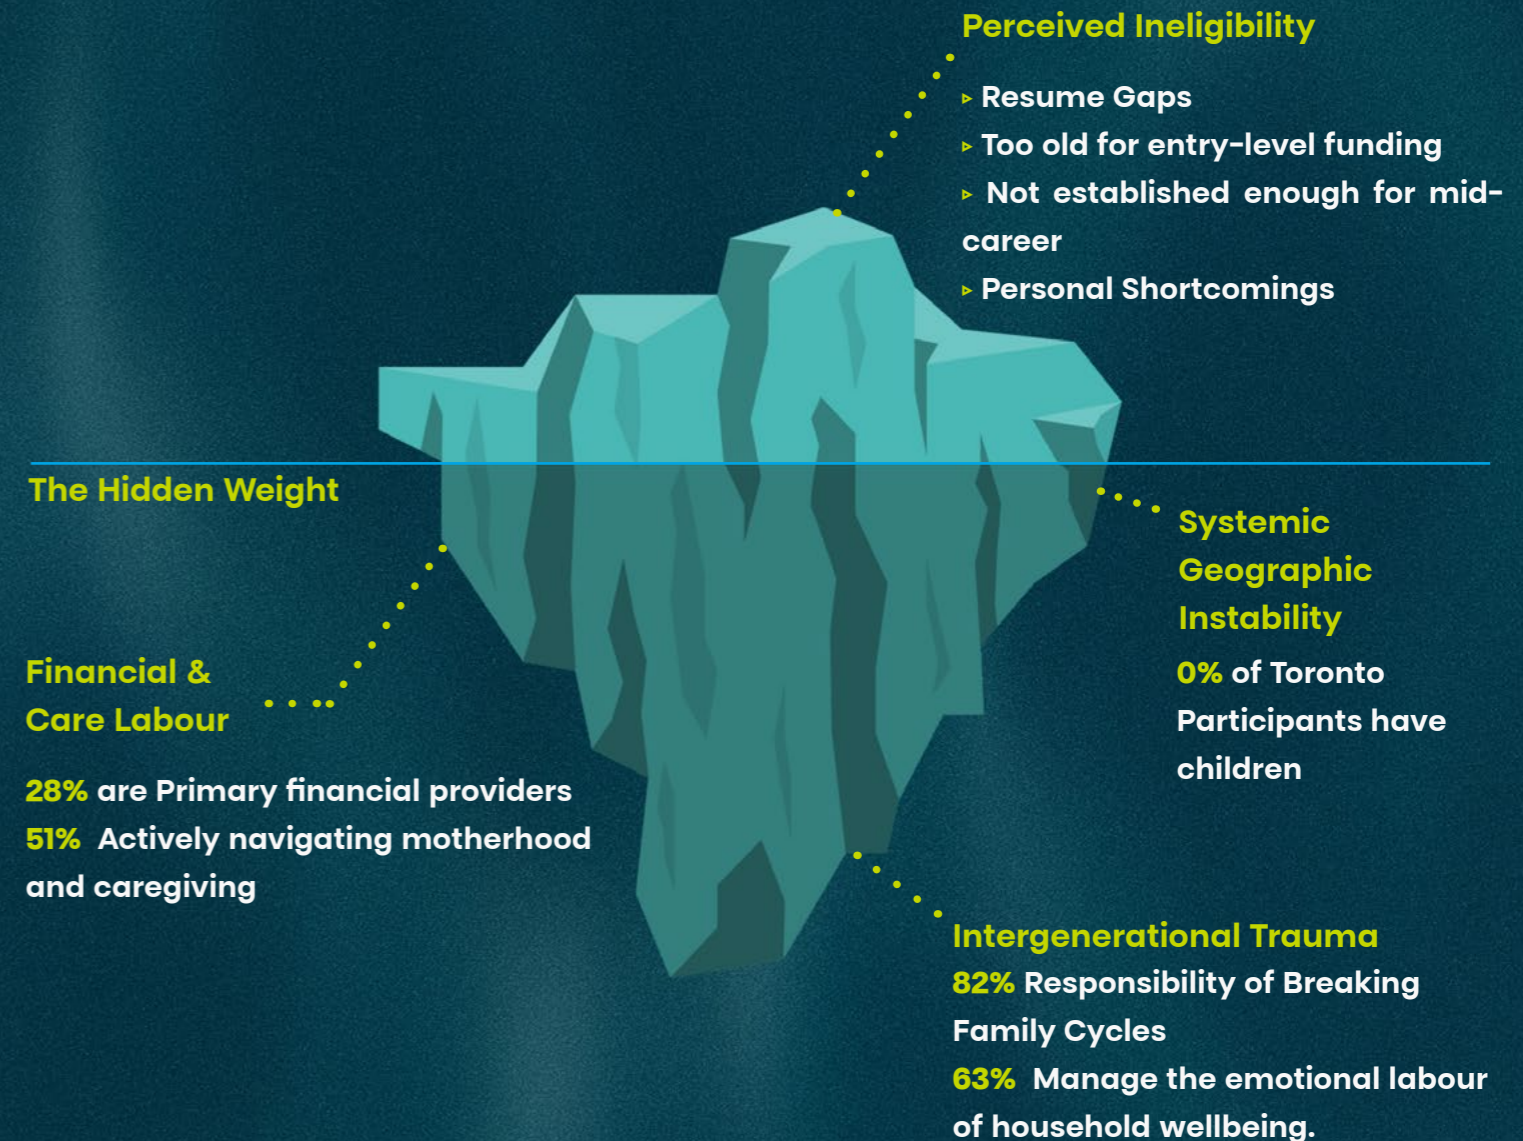 Perceived Ineligibility
▹ Resume Gaps
▹ Too old for entry-level funding
▹ Not established enough for mid-
career
▹ Personal Shortcomings
The Hidden Weight
Systemic
Geographic
Instability
0% of Toronto
Participants have
children
Financial &
Care Labour
28% are Primary financial providers
51% Actively navigating motherhood
and caregiving
Intergenerational Trauma
82% Responsibility of Breaking
Family Cycles
63% Manage the emotional labour
of household wellbeing.